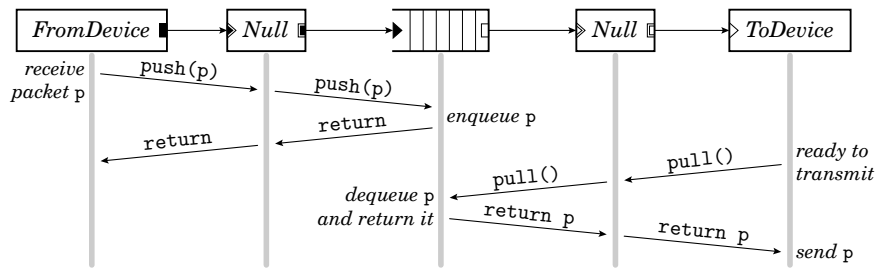 FromDevice
Null
Null
ToDevice
receive
packet p
push(p)
push(p)
enqueue p
return
return
ready to
transmit
pull()
pull()
dequeue p
and return it
return p
return p
send p